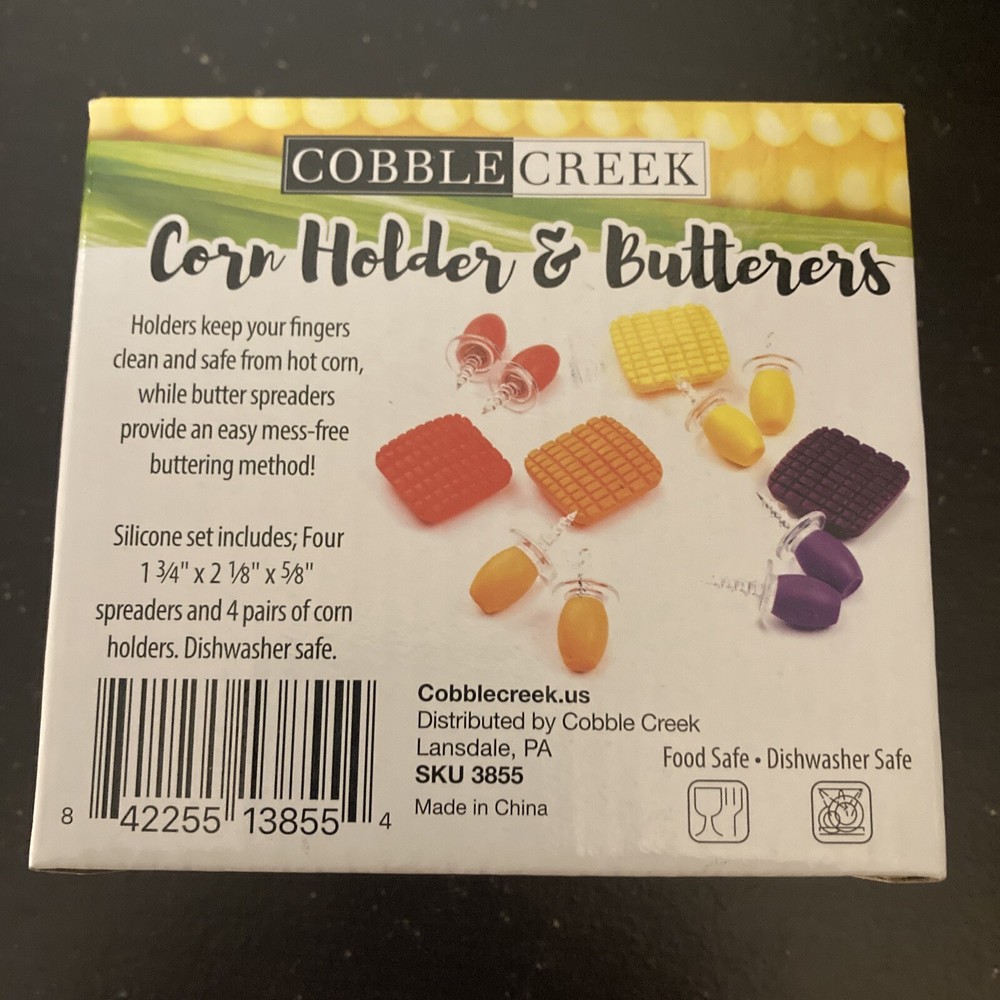 COBBLE CREEK
Corn Holder & Butterers
Holders keep your fingers
clean and safe from hot corn,
while butter spreaders
provide an easy mess-free
buttering method!
Silicone set includes; Four
1 3/4" x 2 1/8" x 5/8"
spreaders and 4 pairs of corn
holders. Dishwasher safe.
8 42255 13855 4
Cobblecreek.us
Distributed by Cobble Creek
Lansdale, PA
SKU 3855
Made in China
Food Safe • Dishwasher Safe